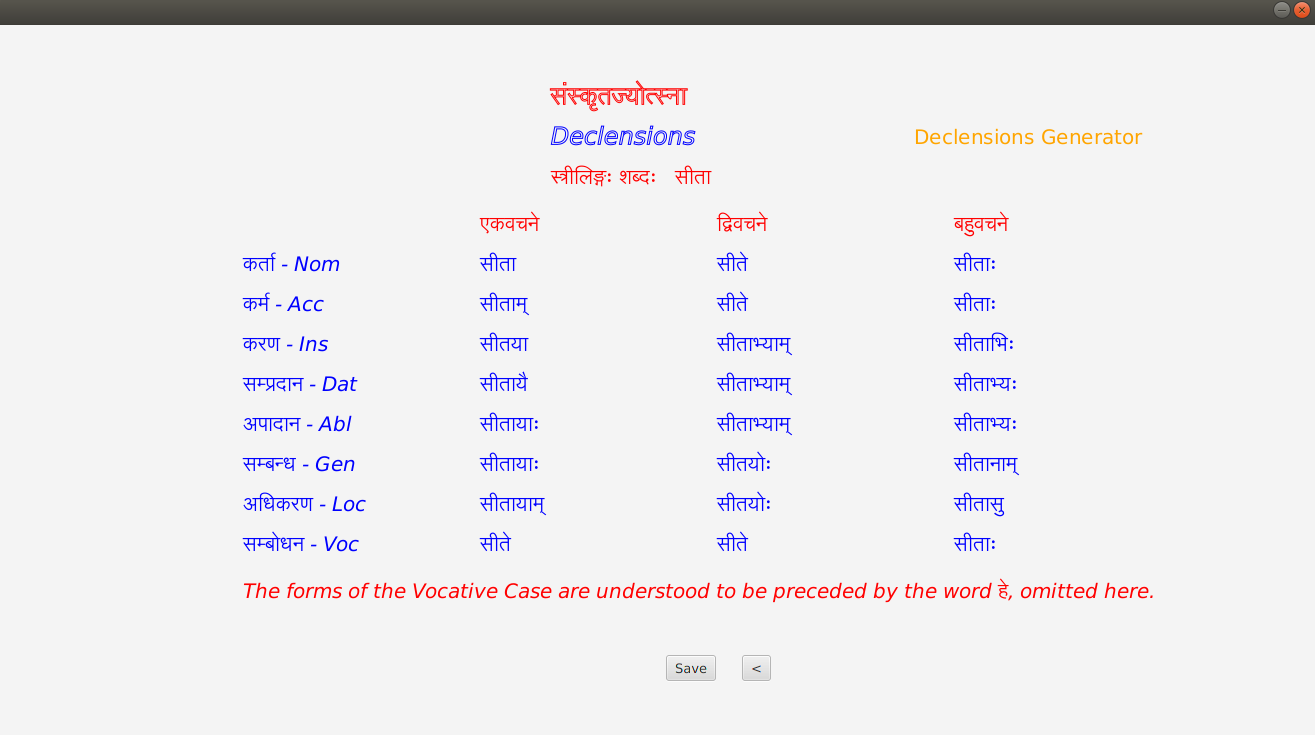 संस्कृतज्योत्स्ना
Declensions Declensions Generator
स्त्रीलिङ्गः शब्दः सीता
एकवचने द्विवचने बहुवचने
कर्ता - Nom सीता सीते सीताः
कर्म - Acc सीताम् सीते सीताः
करण - Ins सीतया सीताभ्याम् सीताभिः
सम्प्रदान - Dat सीतायै सीताभ्याम् सीताभ्यः
अपादान - Abl सीतायाः सीताभ्याम् सीताभ्यः
सम्बन्ध - Gen सीतायाः सीतयोः सीतानाम्
अधिकरण - Loc सीतायाम् सीतयोः सीतासु
सम्बोधन - Voc सीते सीते सीताः
The forms of the Vocative Case are understood to be preceded by the word हे, omitted here.
Save <